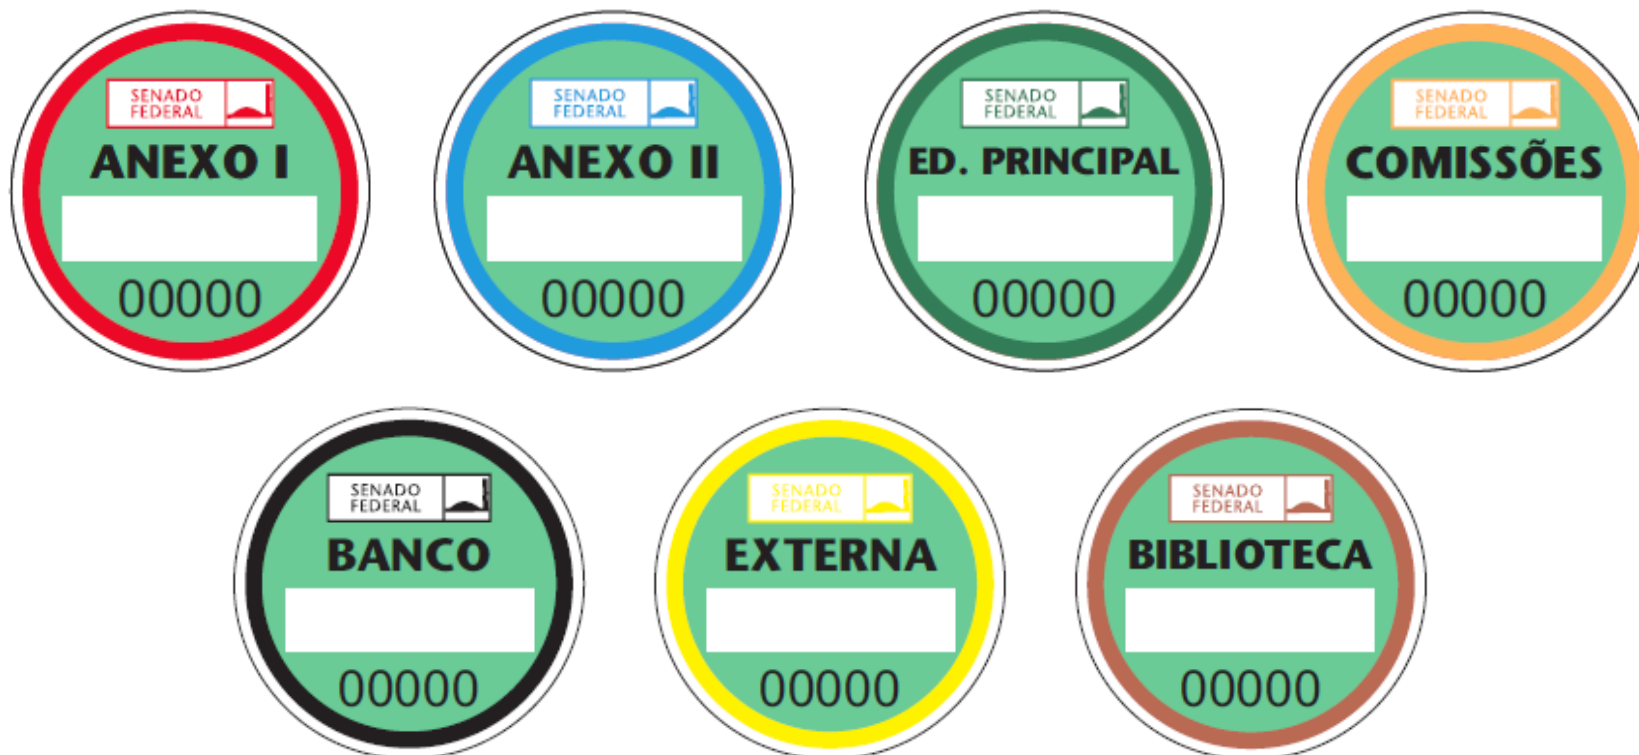 SENADO
FEDERAL
ANEXO I
00000
SENADO
FEDERAL
ANEXO II
00000
SENADO
FEDERAL
ED. PRINCIPAL
00000
SENADO
FEDERAL
COMISSÕES
00000
SENADO
FEDERAL
BANCO
00000
SENADO
FEDERAL
EXTERNA
00000
SENADO
FEDERAL
BIBLIOTECA
00000